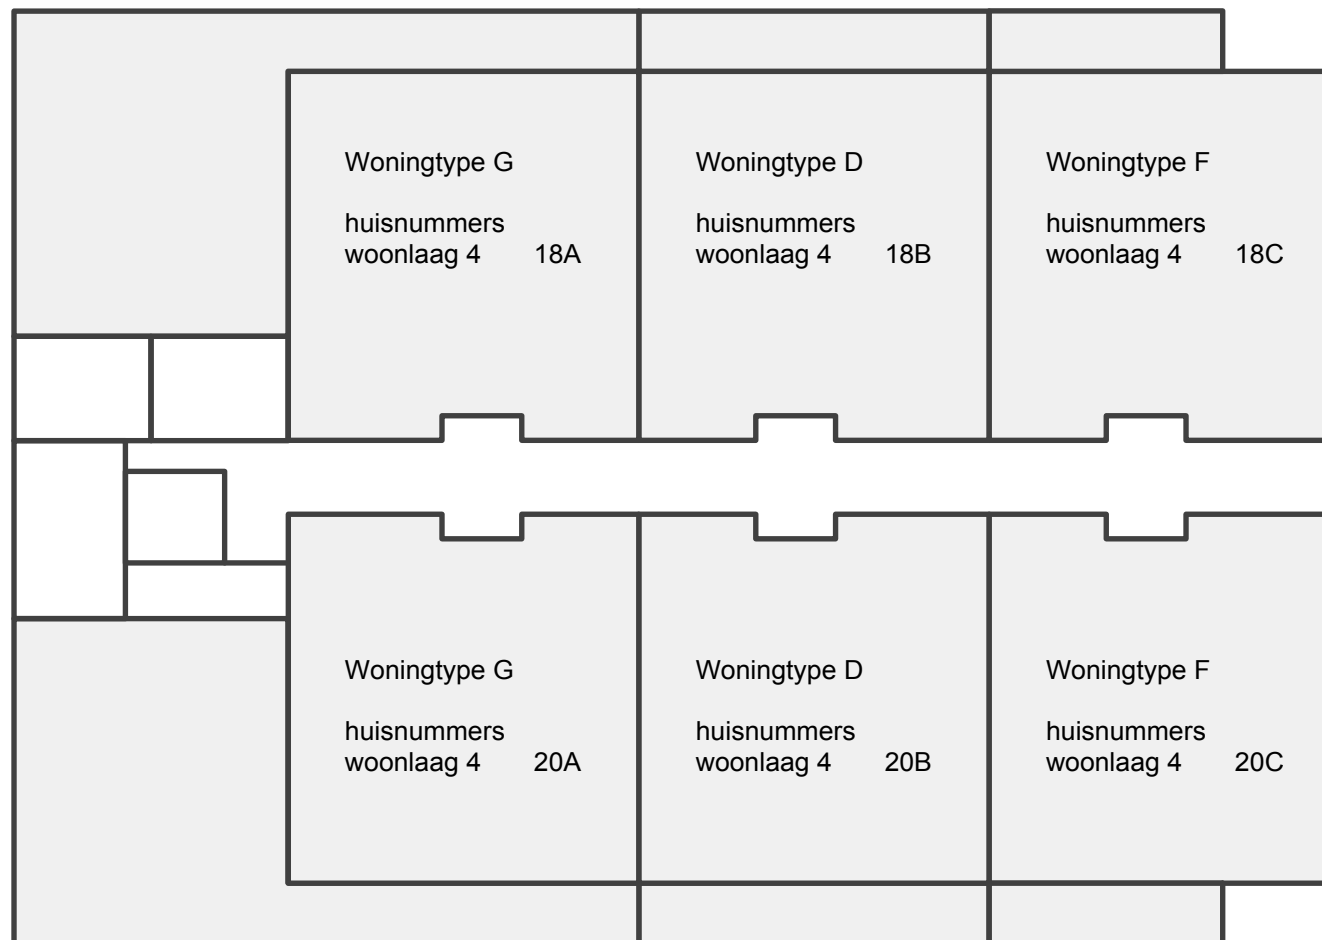 Woningtype G
huisnummers
woonlaag 4 18A
Woningtype D
huisnummers
woonlaag 4 18B
Woningtype F
huisnummers
woonlaag 4 18C
Woningtype G
huisnummers
woonlaag 4 20A
Woningtype D
huisnummers
woonlaag 4 20B
Woningtype F
huisnummers
woonlaag 4 20C